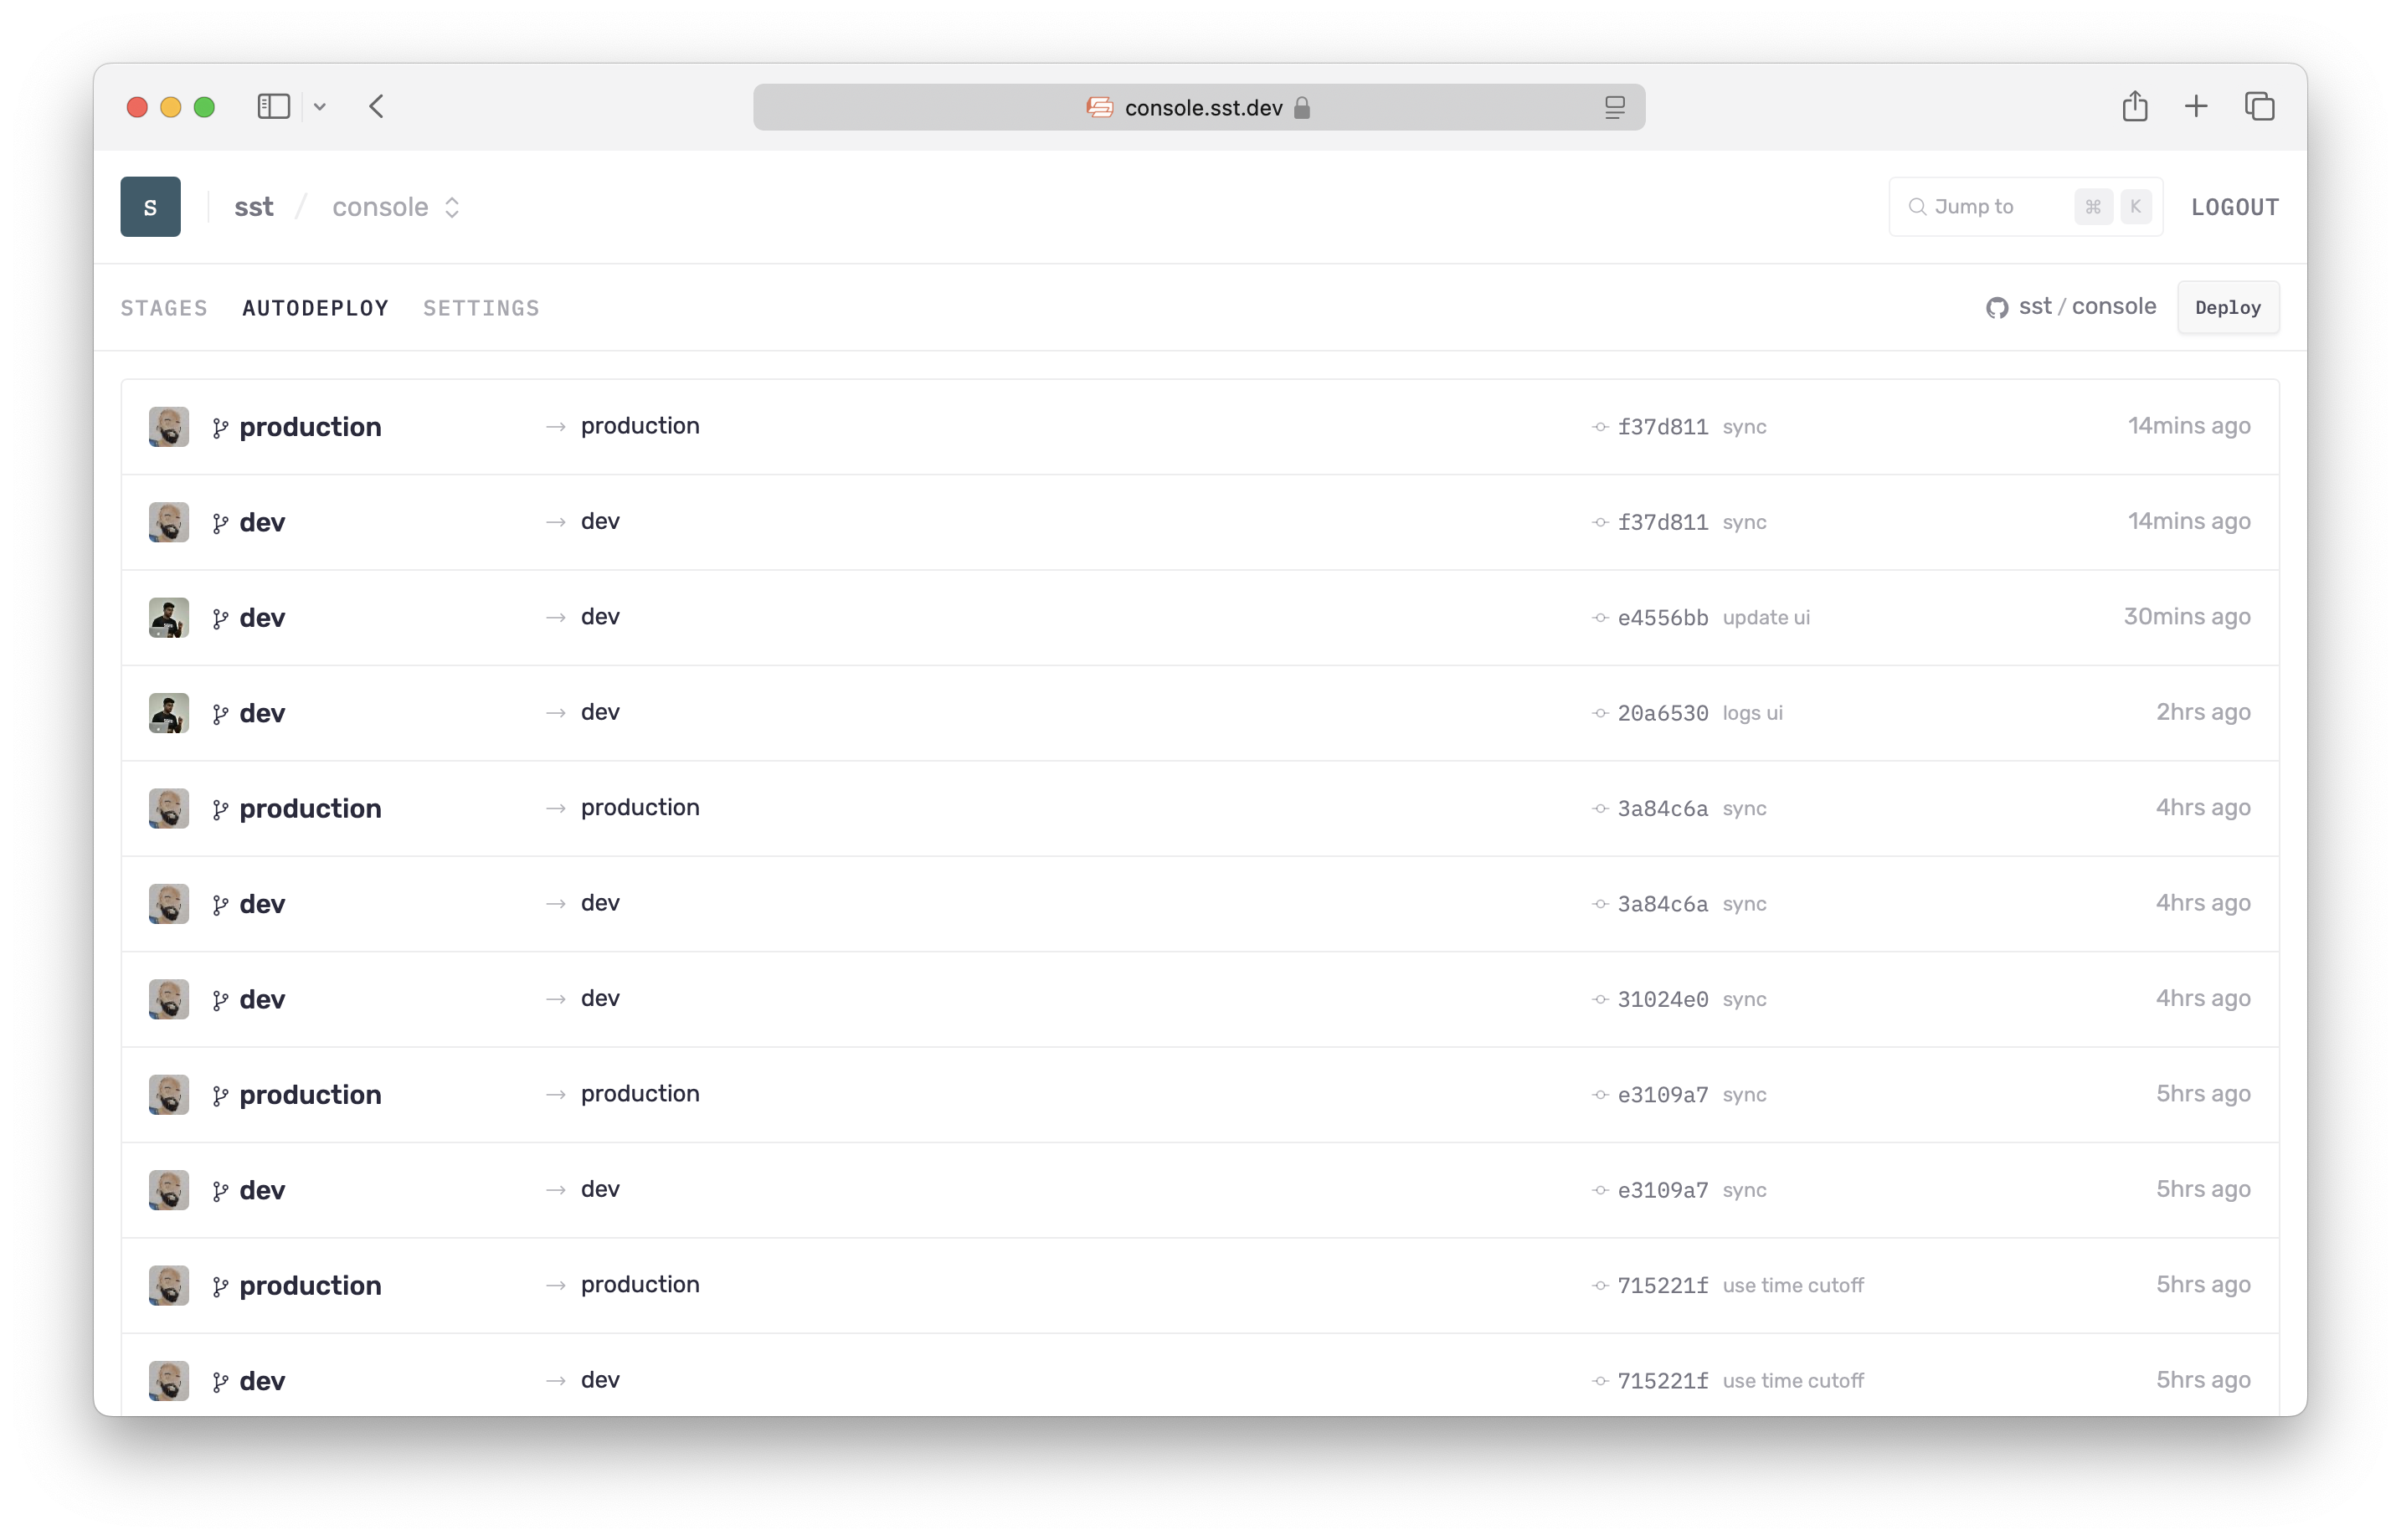 console.sst.dev
S sst / console Jump to ⌘ K LOGOUT
STAGES AUTODEPLOY SETTINGS sst / console Deploy
production → production f37d811 sync 14mins ago
dev → dev f37d811 sync 14mins ago
dev → dev e4556bb update ui 30mins ago
dev → dev 20a6530 logs ui 2hrs ago
production → production 3a84c6a sync 4hrs ago
dev → dev 3a84c6a sync 4hrs ago
dev → dev 31024e0 sync 4hrs ago
production → production e3109a7 sync 5hrs ago
dev → dev e3109a7 sync 5hrs ago
production → production 715221f use time cutoff 5hrs ago
dev → dev 715221f use time cutoff 5hrs ago